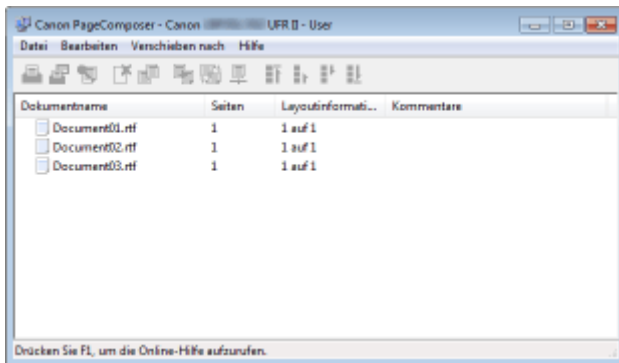 Canon PageComposer - Canon UFR II - User
Datei Bearbeiten Verschieben nach Hilfe
Dokumentname Seiten Layoutinformati... Kommentare
Document01.rtf 1 1 auf 1
Document02.rtf 1 1 auf 1
Document03.rtf 1 1 auf 1
Drücken Sie F1, um die Online-Hilfe aufzurufen.